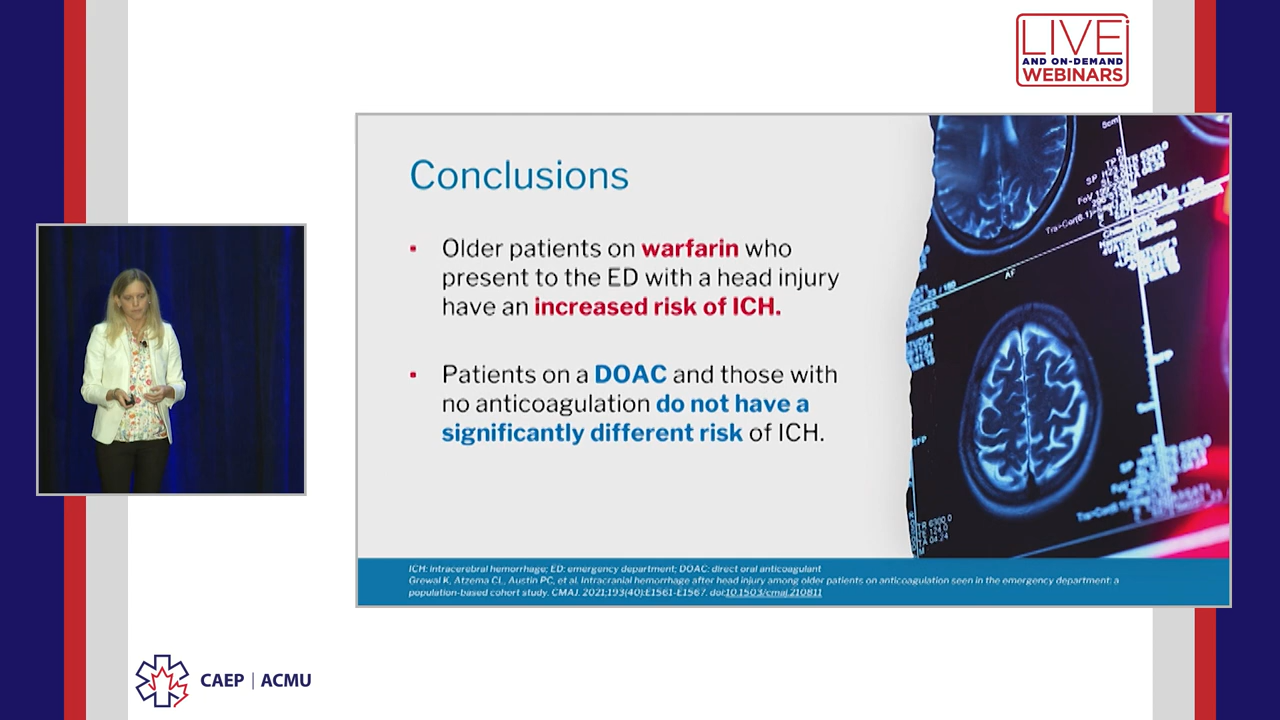 LIVE
AND ON-DEMAND
WEBINARS
Conclusions
• Older patients on warfarin who
present to the ED with a head injury
have an increased risk of ICH.
• Patients on a DOAC and those with
no anticoagulation do not have a
significantly different risk of ICH.
AF
ICH: intracerebral hemorrhage; ED: emergency department; DOAC: direct oral anticoagulant
Grewal K, Atzema CL, Austin PC, et al. Intracranial hemorrhage after head injury among older patients on anticoagulation seen in the emergency department: a
population-based cohort study. CMAJ. 2021;193(40):E1561-E1567. doi:10.1503/cmaj.210811
CAEP | ACMU